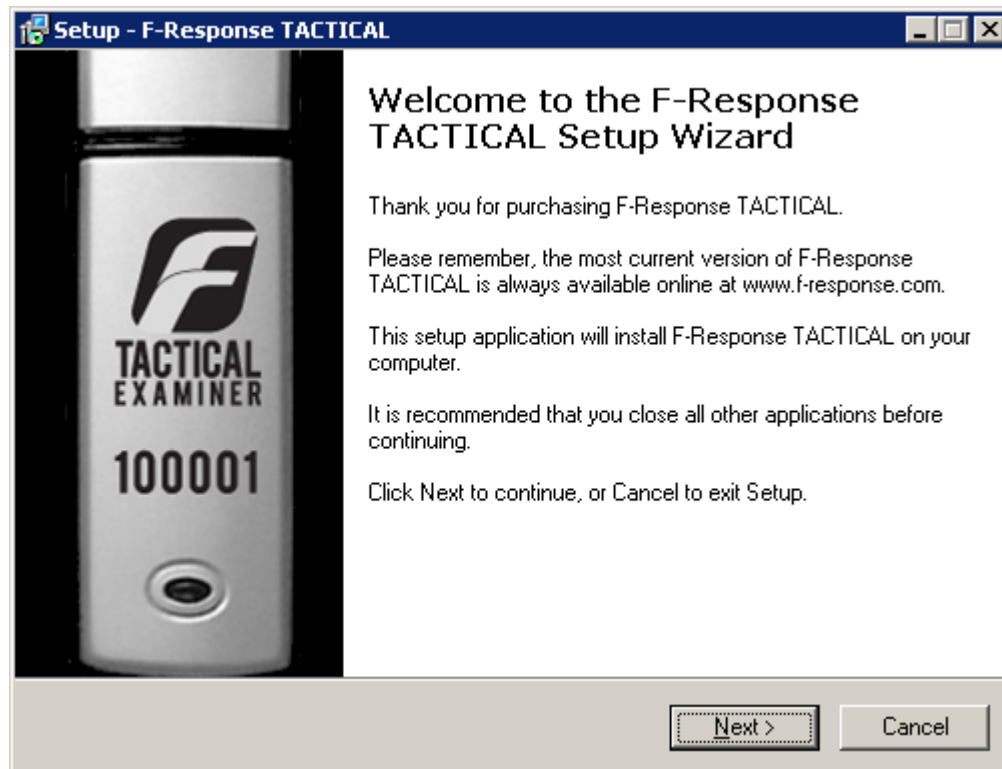 Setup - F-Response TACTICAL
TACTICAL
EXAMINER
100001
Welcome to the F-Response
TACTICAL Setup Wizard
Thank you for purchasing F-Response TACTICAL.
Please remember, the most current version of F-Response
TACTICAL is always available online at www.f-response.com.
This setup application will install F-Response TACTICAL on your
computer.
It is recommended that you close all other applications before
continuing.
Click Next to continue, or Cancel to exit Setup.
Next >
Cancel